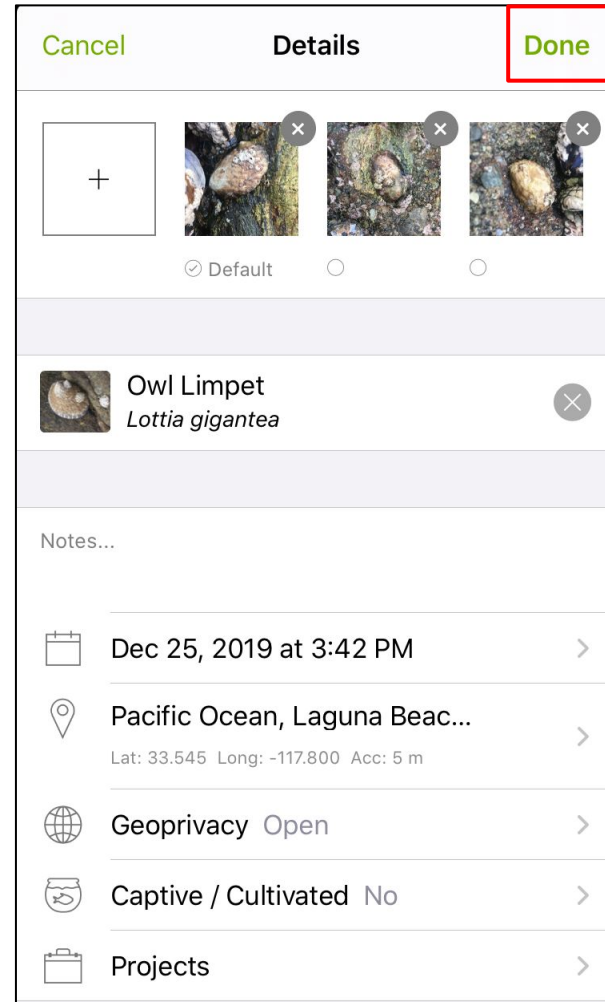 Cancel Details Done
+
Default
Owl Limpet
Lottia gigantea
Notes...
Dec 25, 2019 at 3:42 PM
Pacific Ocean, Laguna Beac...
Lat: 33.545 Long: -117.800 Acc: 5 m
Geoprivacy Open
Captive / Cultivated No
Projects